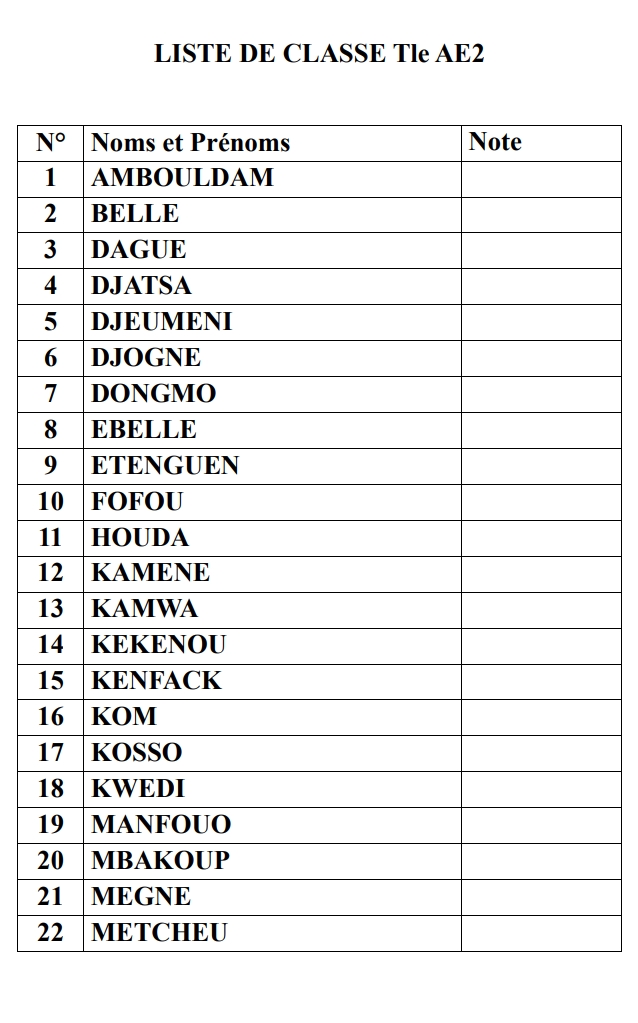 LISTE DE CLASSE Tle AE2
N° Noms et Prénoms Note
1 AMBOULDAM
2 BELLE
3 DAGUE
4 DJATSA
5 DJEUMENI
6 DJOGNE
7 DONGMO
8 EBELLE
9 ETENGUEN
10 FOFOU
11 HOUDA
12 KAMENE
13 KAMWA
14 KEKENOU
15 KENFACK
16 KOM
17 KOSSO
18 KWEDI
19 MANFOUO
20 MBAKOUP
21 MEGNE
22 METCHEU